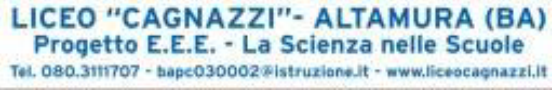 LICEO "CAGNAZZI"- ALTAMURA (BA)
Progetto E.E.E. - La Scienza nelle Scuole
Tel. 080.3111707 - bapc030002@istruzione.it - www.liceocagnazzi.it